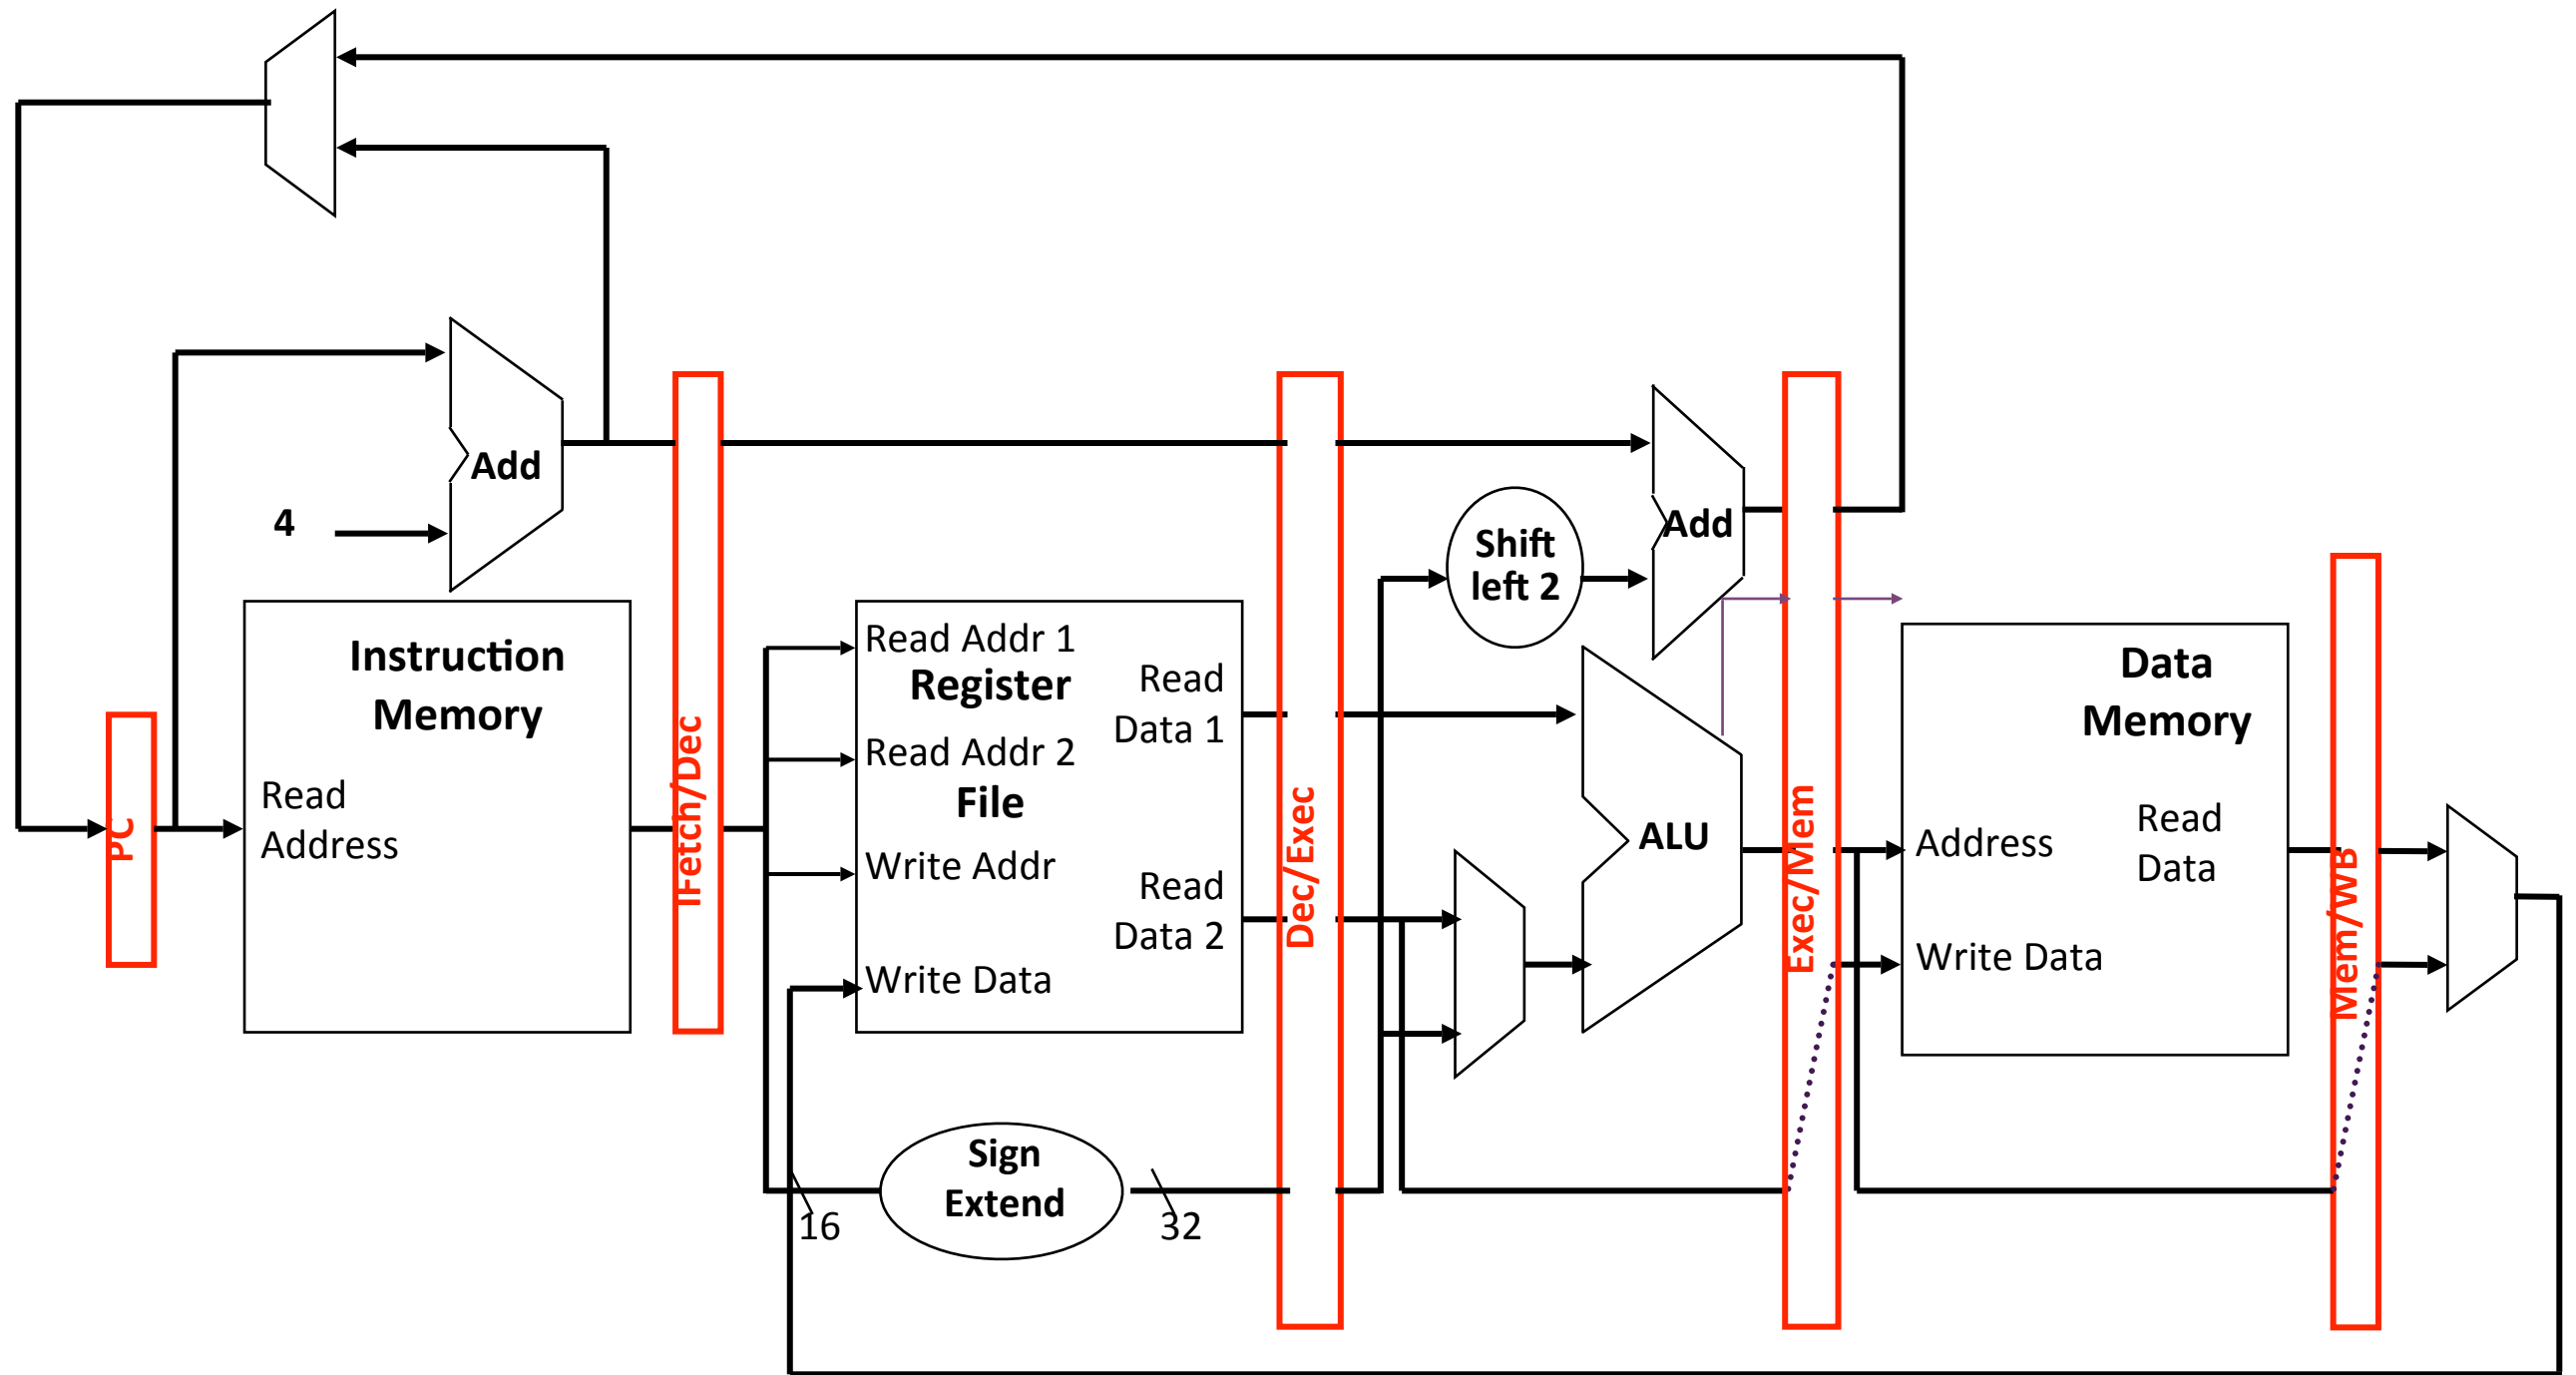 Add
4
Add
Shift
left 2
Instruction
Memory
Read
Address
PC
IFetch/Dec
Read Addr 1
Register
Read
Data 1
Read Addr 2
File
Write Addr
Read
Data 2
Write Data
Sign
Extend
16
32
Dec/Exec
ALU
Exec/Mem
Data
Memory
Address
Read
Data
Write Data
Mem/WB